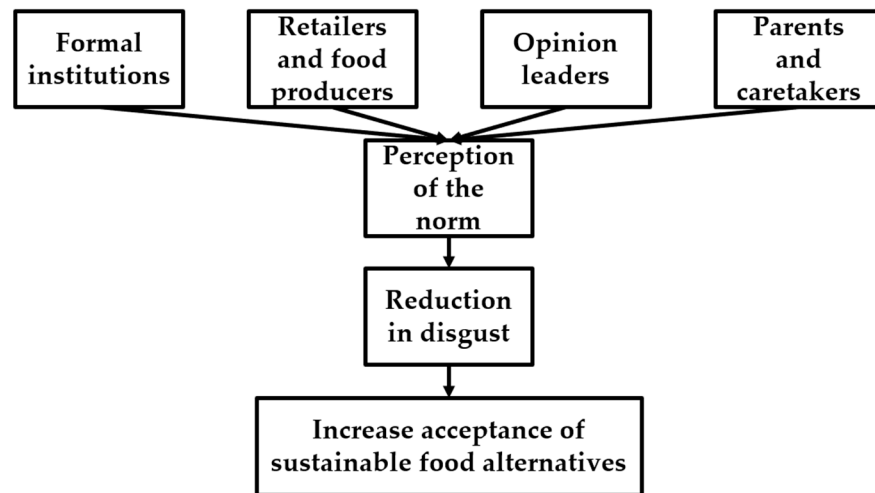 Formal
institutions
Retailers
and food
producers
Opinion
leaders
Parents
and
caretakers
Perception
of the
norm
Reduction
in disgust
Increase acceptance of
sustainable food alternatives